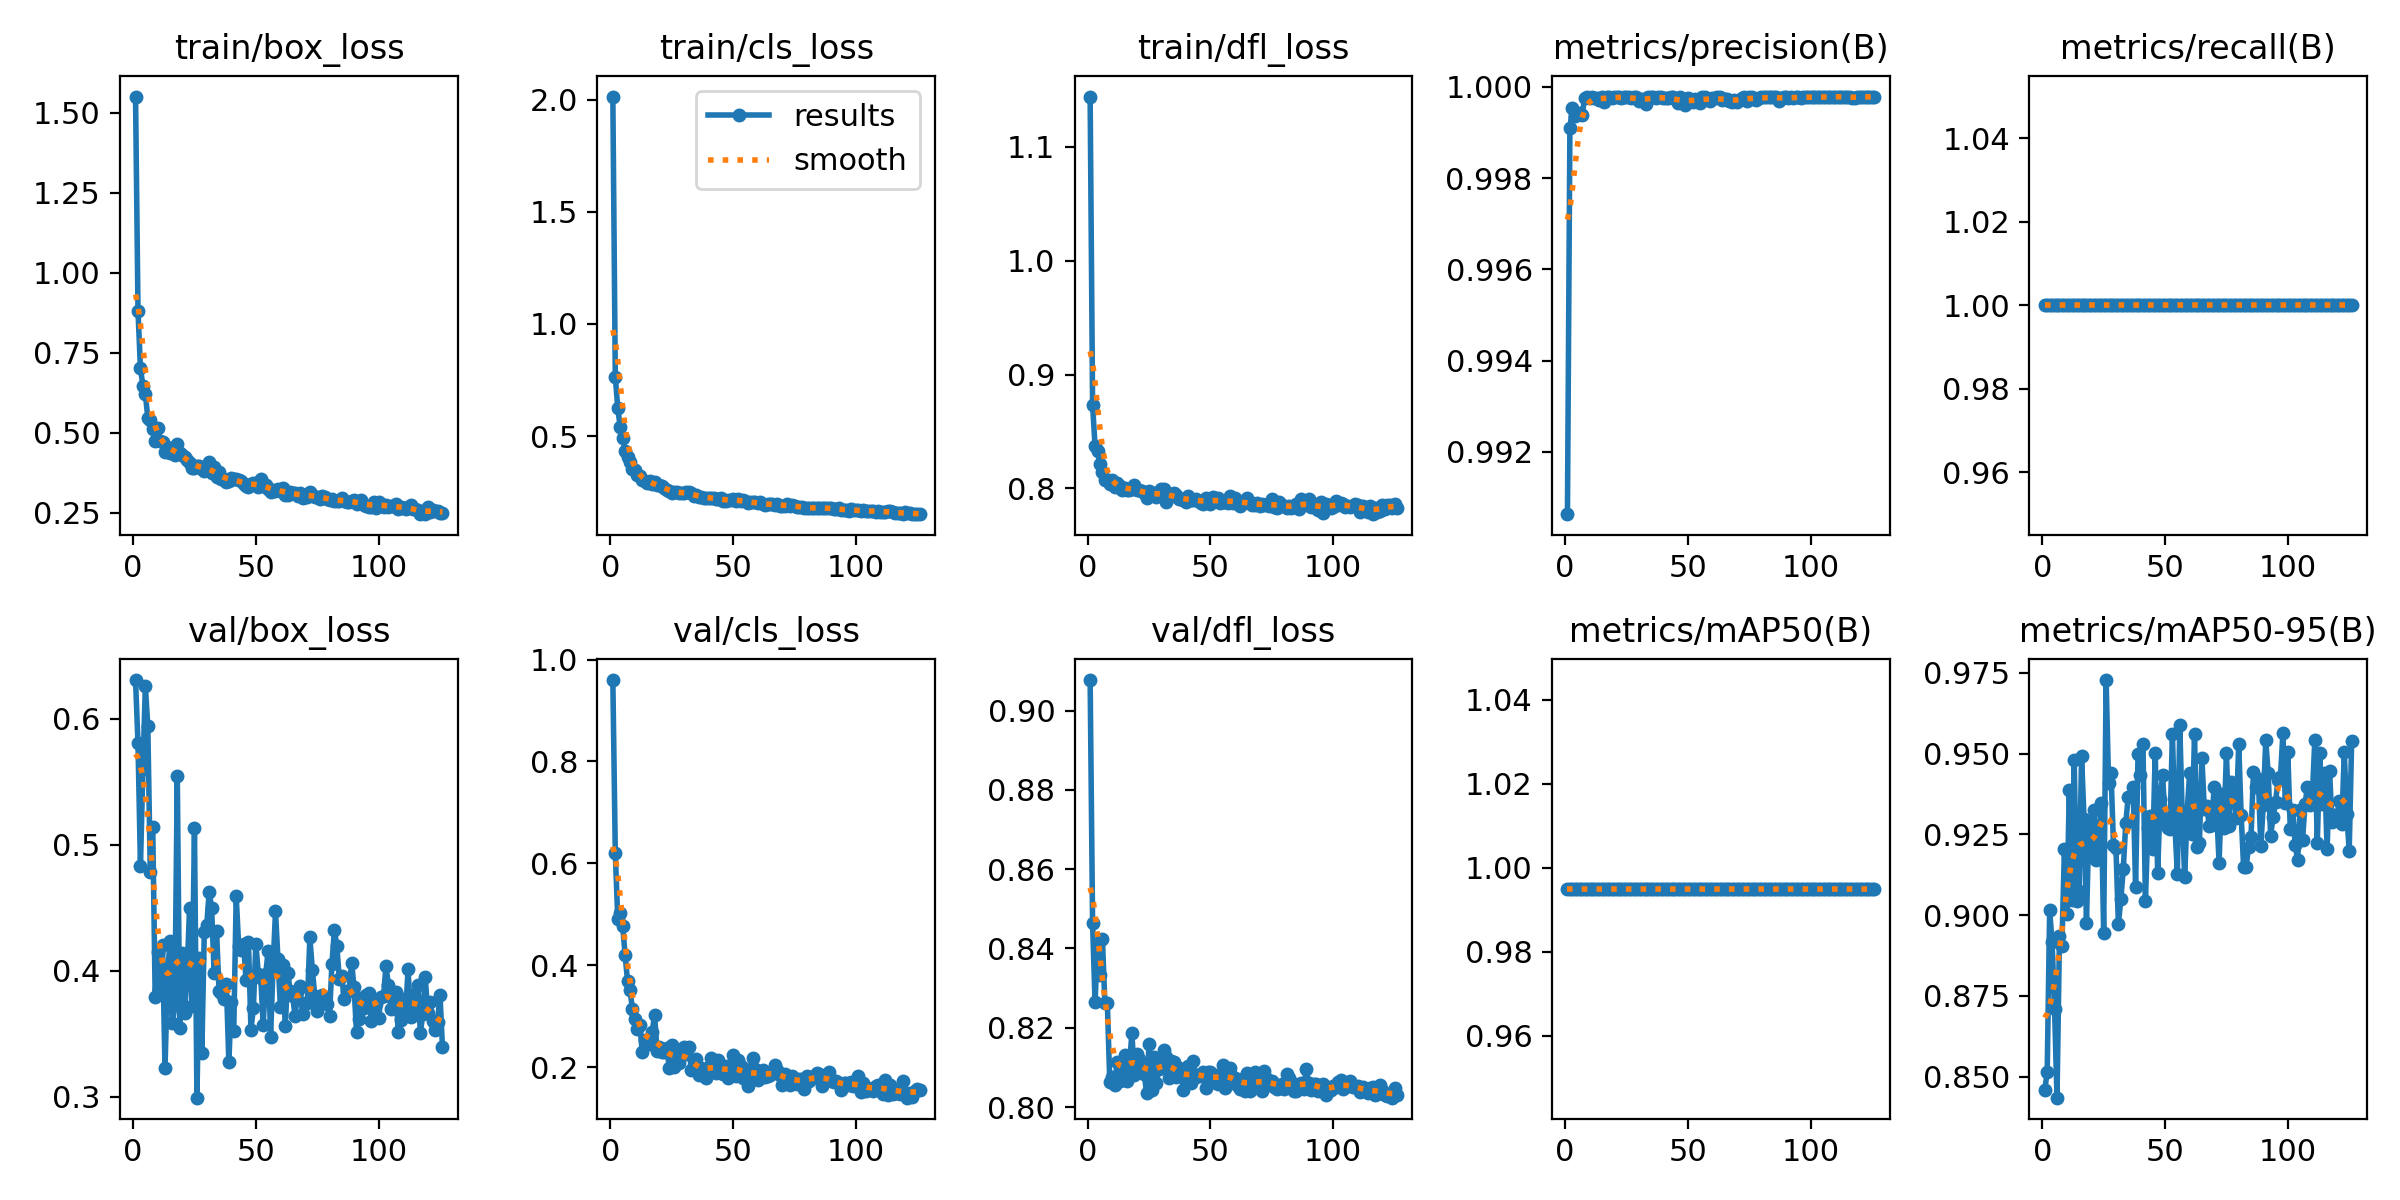 train/box_loss
1.50
1.25
1.00
0.75
0.50
0.25
0 50 100
train/cls_loss
results
smooth
2.0
1.5
1.0
0.5
0 50 100
train/dfl_loss
1.1
1.0
0.9
0.8
0 50 100
metrics/precision(B)
1.000
0.998
0.996
0.994
0.992
0 50 100
metrics/recall(B)
1.04
1.02
1.00
0.98
0.96
0 50 100
val/box_loss
0.6
0.5
0.4
0.3
0 50 100
val/cls_loss
1.0
0.8
0.6
0.4
0.2
0 50 100
val/dfl_loss
0.90
0.88
0.86
0.84
0.82
0.80
0 50 100
metrics/mAP50(B)
1.04
1.02
1.00
0.98
0.96
0 50 100
metrics/mAP50-95(B)
0.975
0.950
0.925
0.900
0.875
0.850
0 50 100